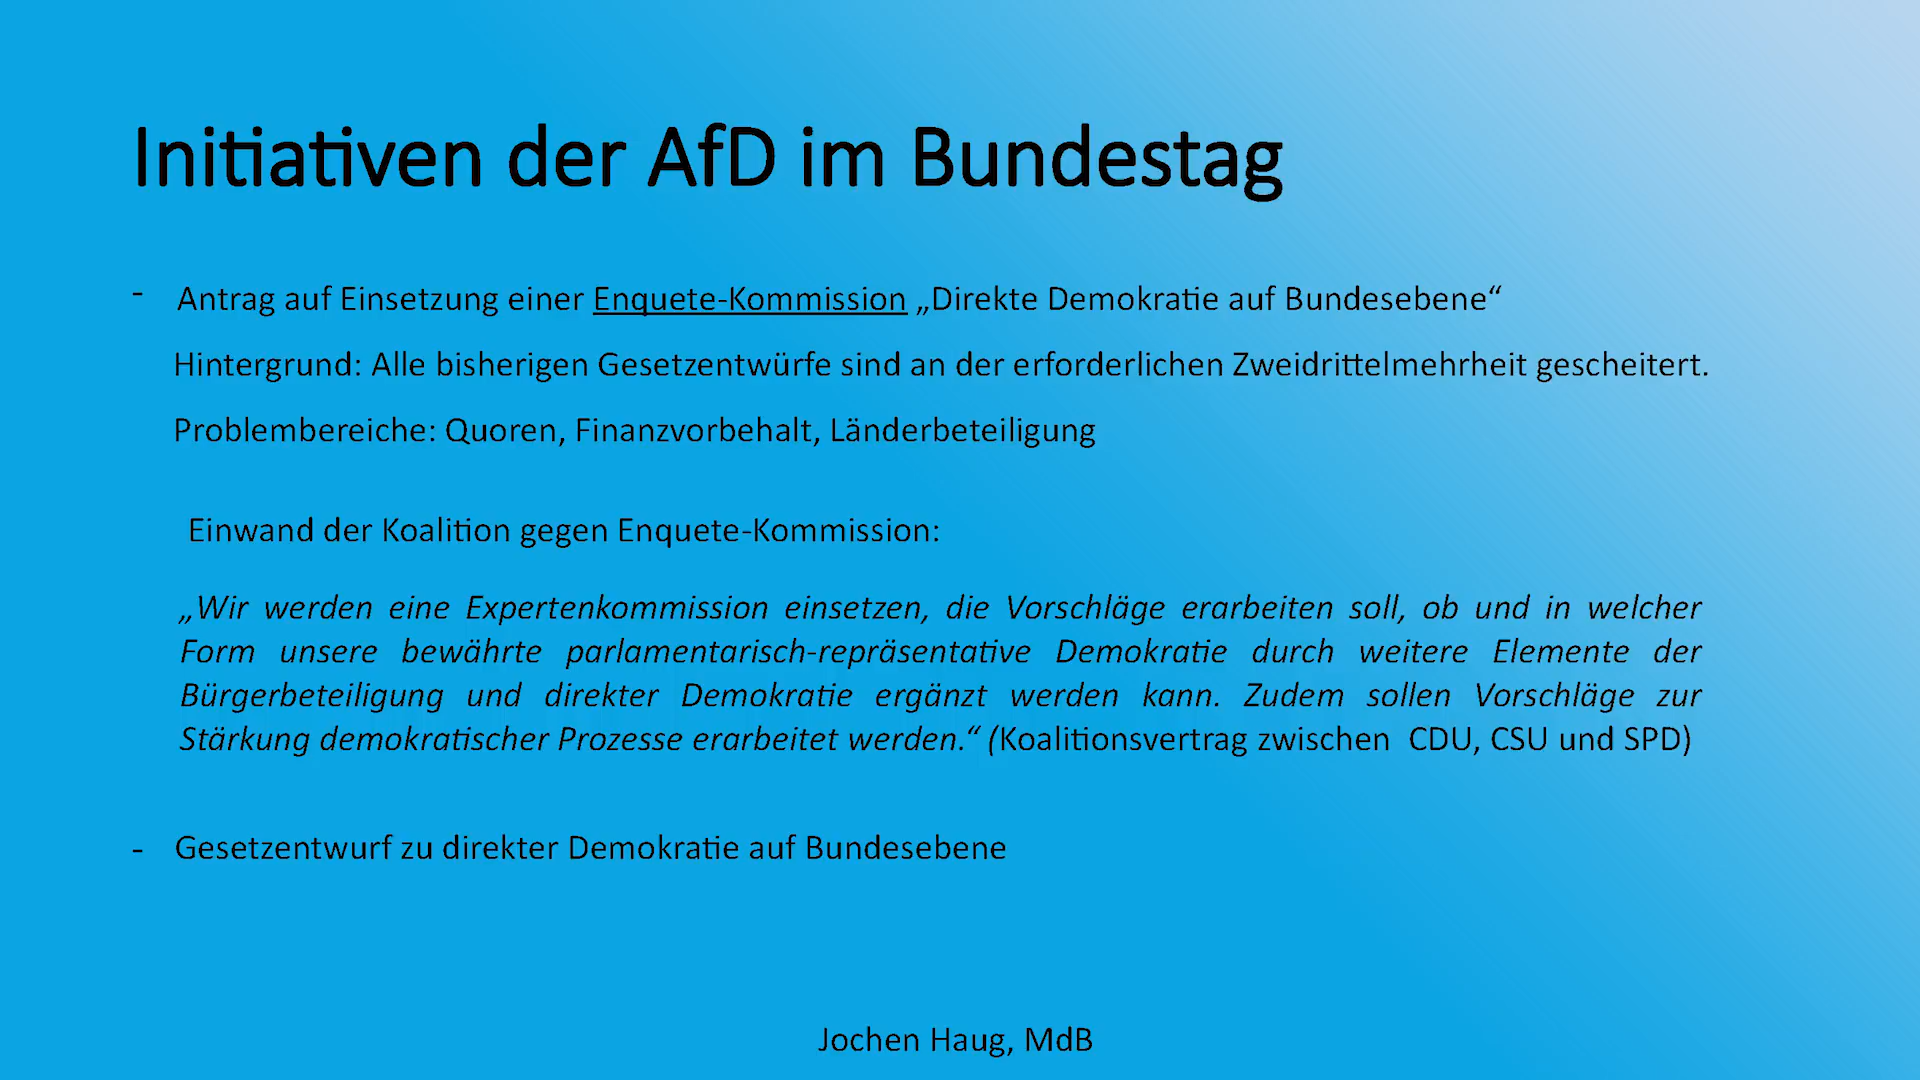 Initiativen der AfD im Bundestag
- Antrag auf Einsetzung einer Enquete-Kommission „Direkte Demokratie auf Bundesebene“
Hintergrund: Alle bisherigen Gesetzentwürfe sind an der erforderlichen Zweidrittelmehrheit gescheitert.
Problembereiche: Quoren, Finanzvorbehalt, Länderbeteiligung
Einwand der Koalition gegen Enquete-Kommission:
„Wir werden eine Expertenkommission einsetzen, die Vorschläge erarbeiten soll, ob und in welcher
Form unsere bewährte parlamentarisch-repräsentative Demokratie durch weitere Elemente der
Bürgerbeteiligung und direkter Demokratie ergänzt werden kann. Zudem sollen Vorschläge zur
Stärkung demokratischer Prozesse erarbeitet werden.“ (Koalitionsvertrag zwischen CDU, CSU und SPD)
- Gesetzentwurf zu direkter Demokratie auf Bundesebene
Jochen Haug, MdB